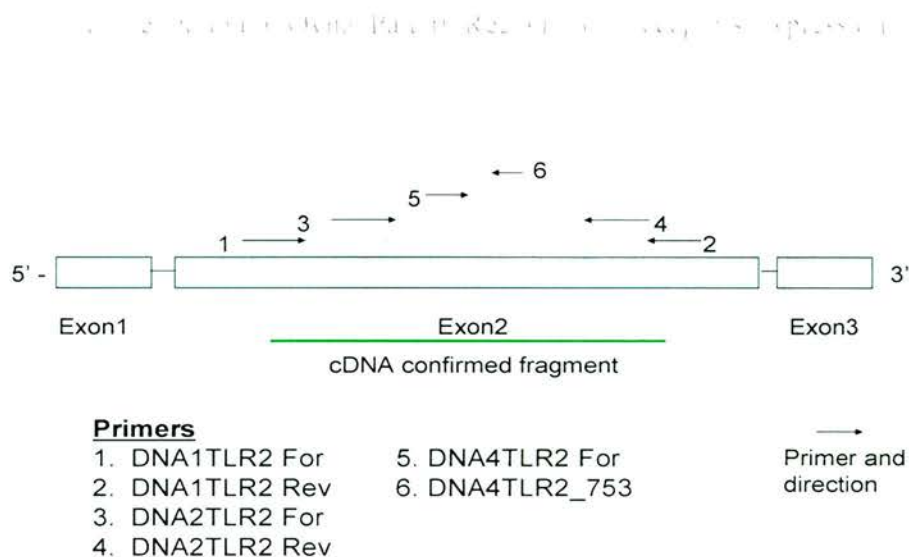 6
5
3
4
1
2
5' -
3'
Exon1
Exon2
Exon3
cDNA confirmed fragment
Primers
1. DNA1TLR2 For
2. DNA1TLR2 Rev
3. DNA2TLR2 For
4. DNA2TLR2 Rev
5. DNA4TLR2 For
6. DNA4TLR2_753
Primer and
direction